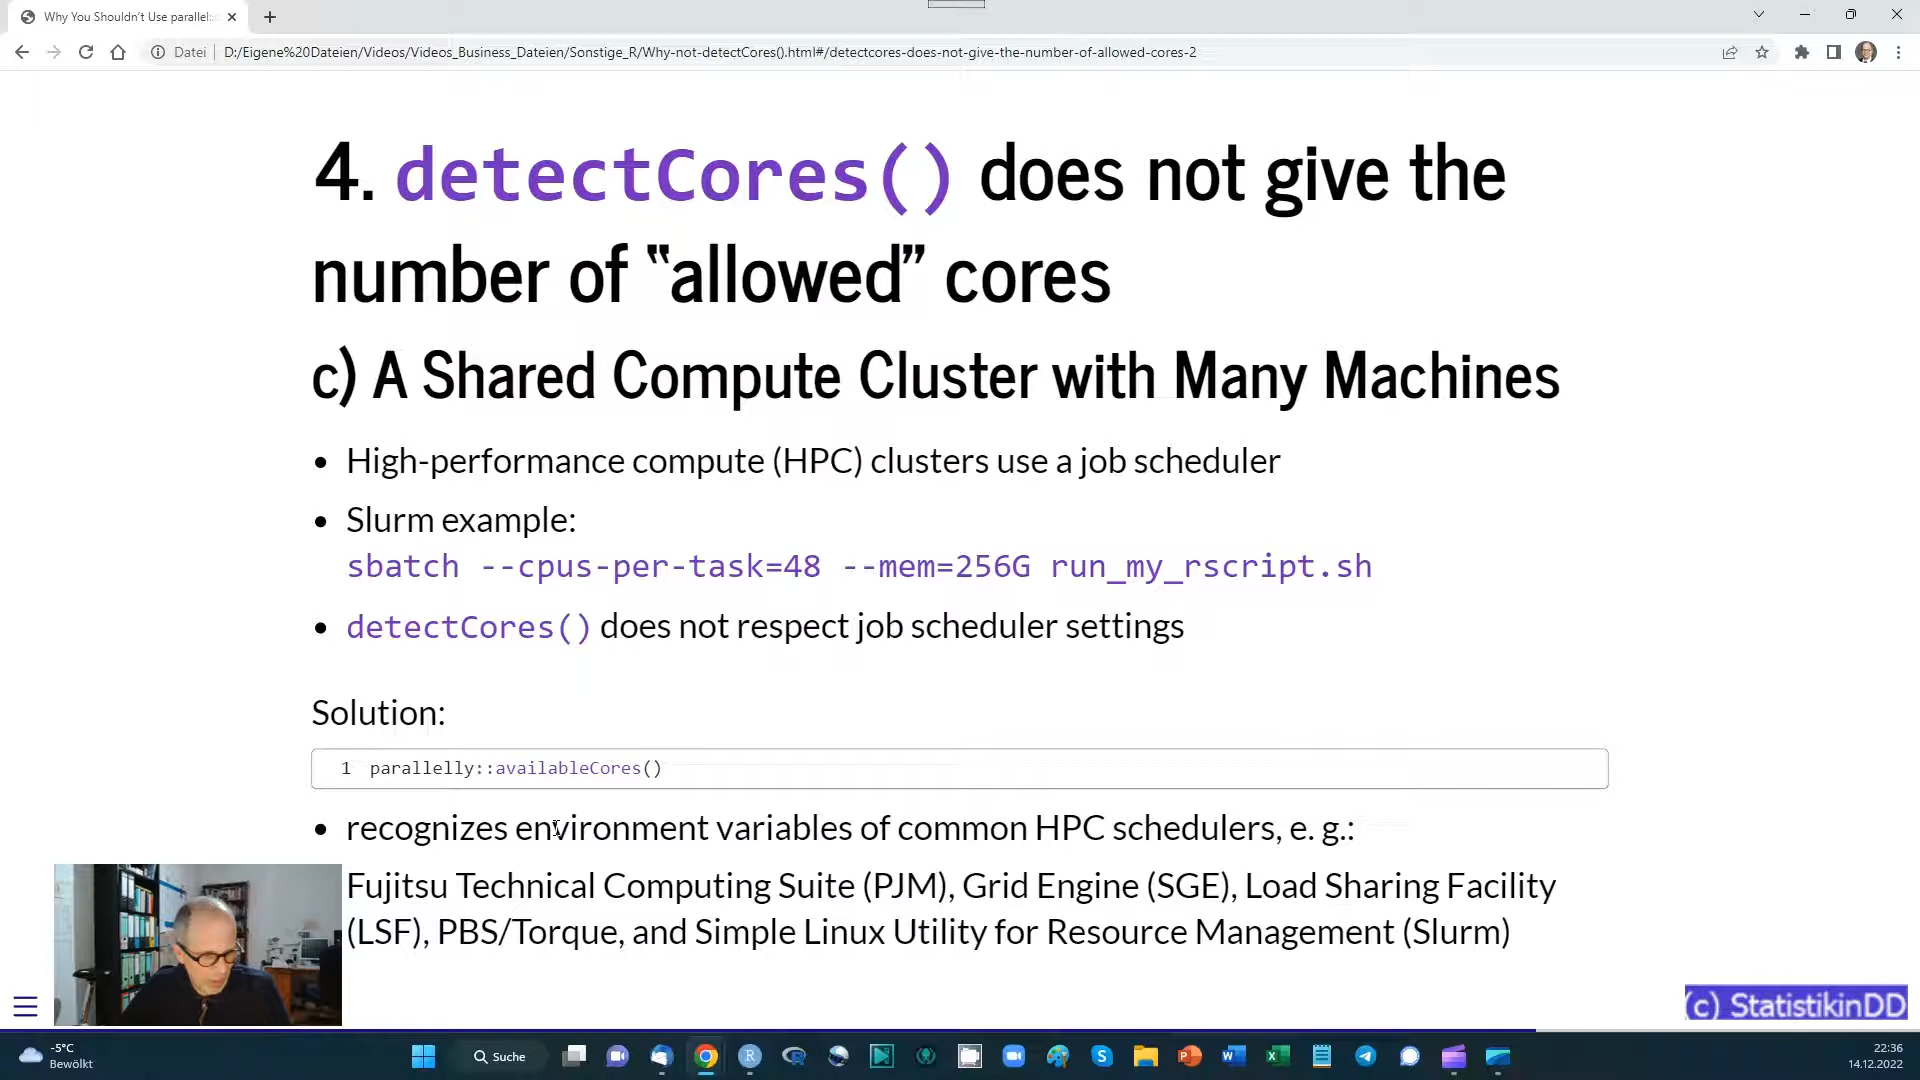 Why You Shouldn't Use parallel:
Datei
D:/Eigene%20Dateien/Videos/Videos_Business_Dateien/Sonstige_R/Why-not-detectCores().html#/detectcores-does-not-give-the-number-of-allowed-cores-2
4. detectCores() does not give the
number of “allowed” cores
c) A Shared Compute Cluster with Many Machines
• High-performance compute (HPC) clusters use a job scheduler
• Slurm example:
sbatch --cpus-per-task=48 --mem=256G run_my_rscript.sh
• detectCores() does not respect job scheduler settings
Solution:
1 parallelly::availableCores()
• recognizes environment variables of common HPC schedulers, e. g.:
Fujitsu Technical Computing Suite (PJM), Grid Engine (SGE), Load Sharing Facility
(LSF), PBS/Torque, and Simple Linux Utility for Resource Management (Slurm)
(c) StatistikinDD
-5°C
Bewölkt
Suche
22:36
14.12.2022